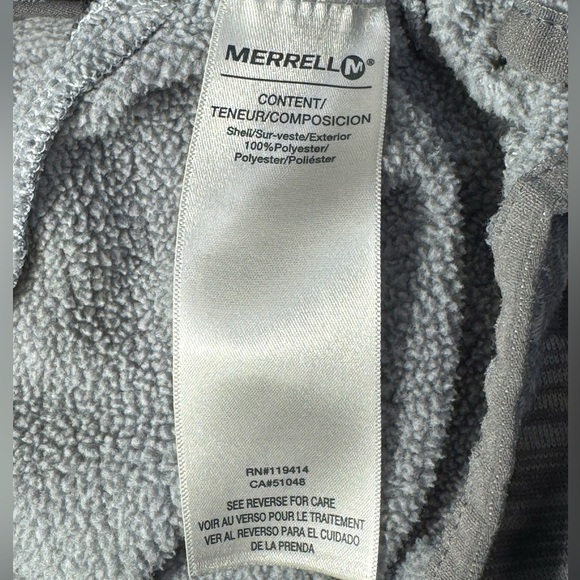 MERRELL M®
CONTENT/
TENEUR/COMPOSICION
Shell/Sur-veste/Exterior
100%Polyester/
Polyester/Poliéster
RN#119414
CA#51048
SEE REVERSE FOR CARE
VOIR AU VERSO POUR LE TRAITEMENT
VER AL REVERSO PARA EL CUIDADO
DE LA PRENDA